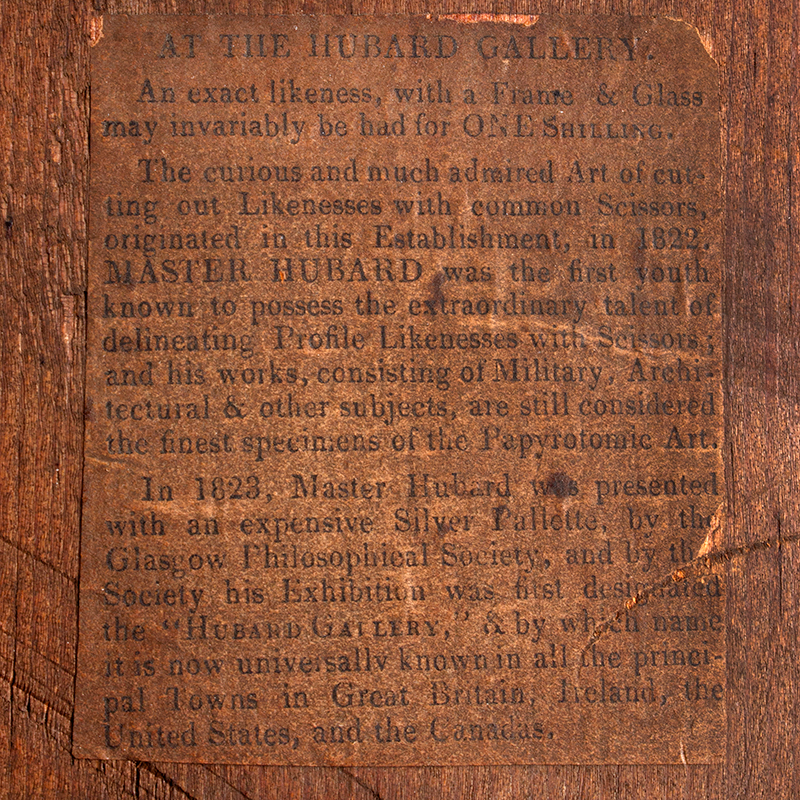 AT THE HUBARD GALLERY.
An exact likeness, with a Frame & Glass
may invariably be had for ONE SHILLING.
The curious and much admired Art of cut-
ting out Likenesses with common Scissors,
originated in this Establishment, in 1822.
MASTER HUBARD was the first youth
known to possess the extraordinary talent of
delineating Profile Likenesses with Scissors;
and his works, consisting of Military, Archi-
tectural & other subjects, are still considered
the finest specimens of the Papyrotomic Art.
In 1823, Master Hubard was presented
with an expensive Silver Pallette, by the
Glasgow Philosophical Society, and by the
Society his Exhibition was first designated
the "HUBARD GALLERY," & by which name
it is now universally known in all the princi-
pal Towns in Great Britain, Ireland, the
United States, and the Canadas.